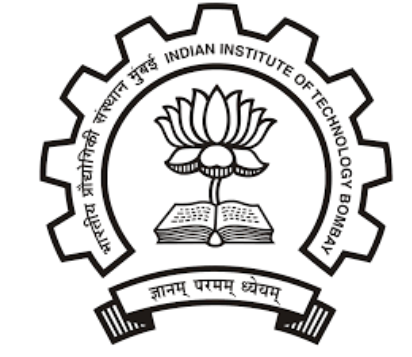 भारतीय प्रौद्योगिकी संस्थान मुंबई
INDIAN INSTITUTE OF TECHNOLOGY BOMBAY
ज्ञानम् परमम् ध्येयम्